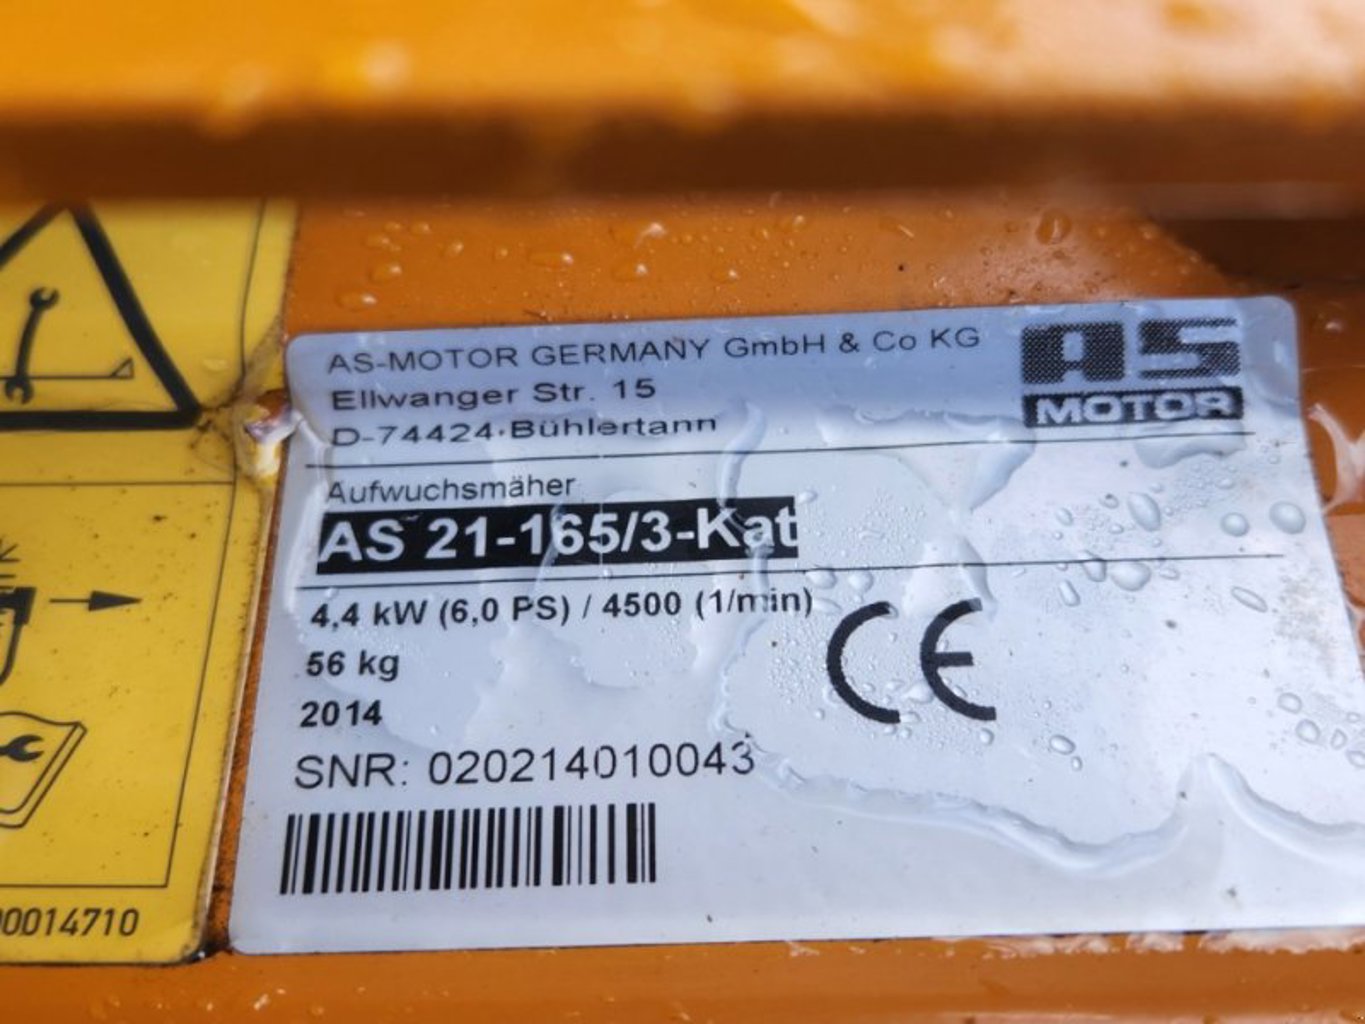 AS-MOTOR GERMANY GmbH & Co KG
Ellwanger Str. 15
D-74424 Bühlertann
AS
MOTOR
Aufwuchsmäher
AS 21-165/3-Kat
4,4 kW (6,0 PS) / 4500 (1/min)
56 kg
2014
CE
SNR: 020214010043
00014710